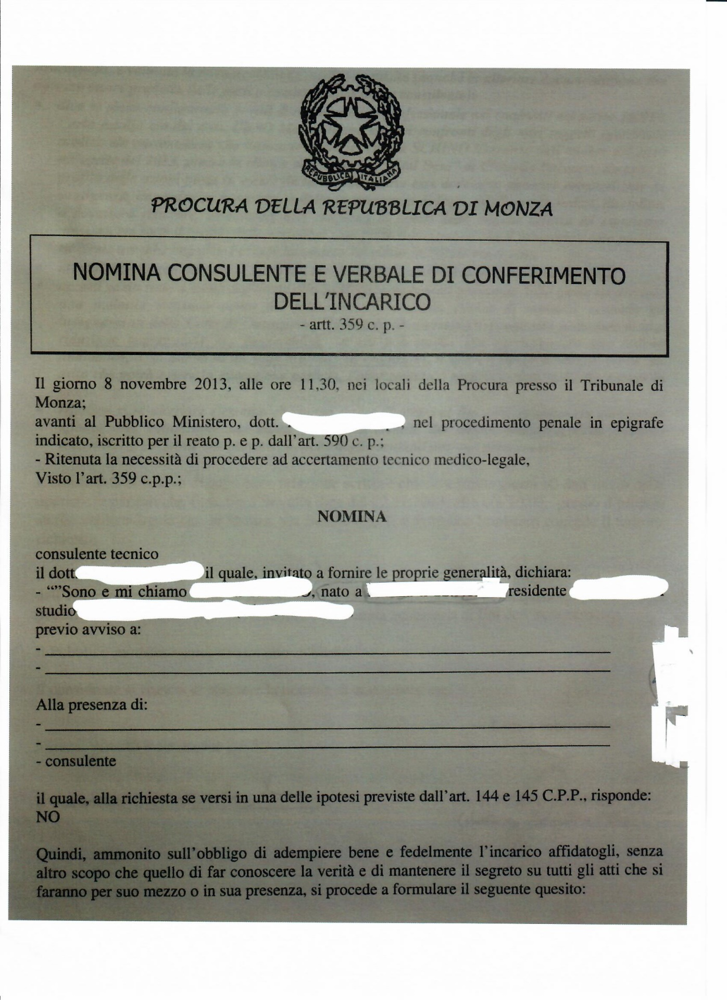 REPUBBLICA ITALIANA
PROCURA DELLA REPUBBLICA DI MONZA
NOMINA CONSULENTE E VERBALE DI CONFERIMENTO
DELL'INCARICO
- artt. 359 c. p. -
Il giorno 8 novembre 2013, alle ore 11,30, nei locali della Procura presso il Tribunale di
Monza;
avanti al Pubblico Ministero, dott. , nel procedimento penale in epigrafe
indicato, iscritto per il reato p. e p. dall'art. 590 c. p.;
- Ritenuta la necessità di procedere ad accertamento tecnico medico-legale,
Visto l'art. 359 c.p.p.;
NOMINA
consulente tecnico
il dott. il quale, invitato a fornire le proprie generalità, dichiara:
- “”Sono e mi chiamo , nato a residente
studio
previo avviso a:
-
-
Alla presenza di:
-
-
- consulente
il quale, alla richiesta se versi in una delle ipotesi previste dall'art. 144 e 145 C.P.P., risponde:
NO
Quindi, ammonito sull'obbligo di adempiere bene e fedelmente l'incarico affidatogli, senza
altro scopo che quello di far conoscere la verità e di mantenere il segreto su tutti gli atti che si
faranno per suo mezzo o in sua presenza, si procede a formulare il seguente quesito: